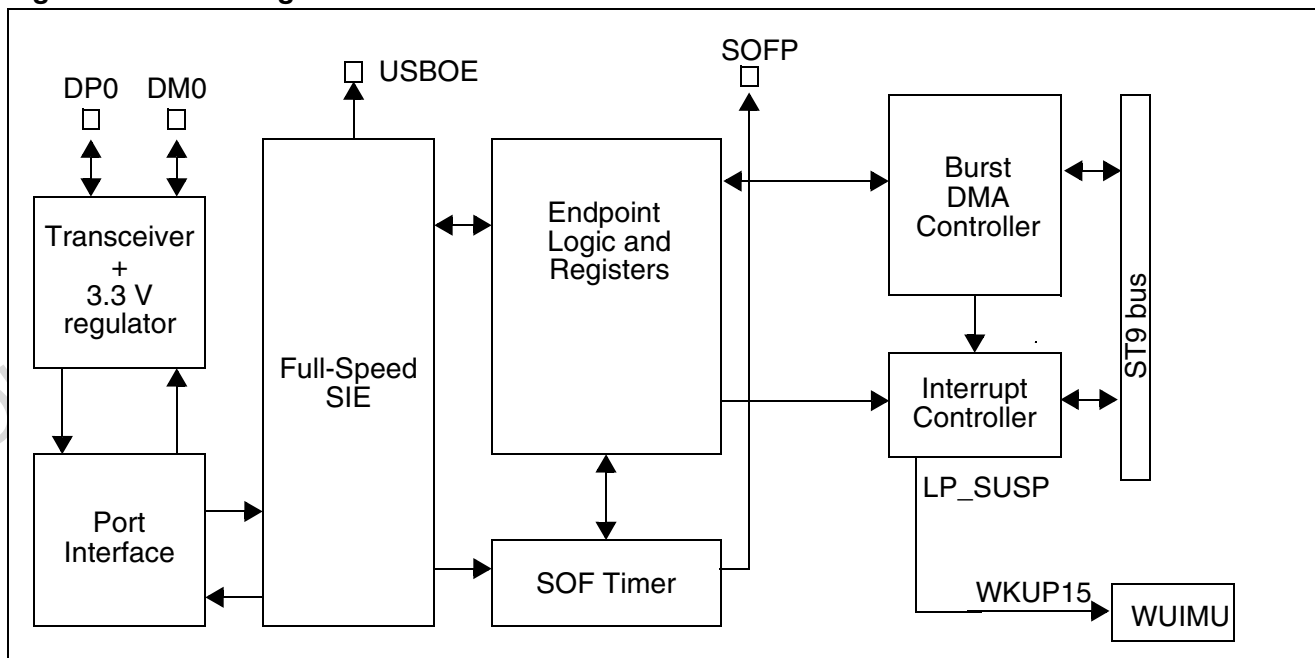 DP0
DM0
USBOE
SOFP
Transceiver
+
3.3 V
regulator
Port
Interface
Full-Speed
SIE
Endpoint
Logic and
Registers
SOF Timer
Burst
DMA
Controller
Interrupt
Controller
ST9 bus
LP_SUSP
WKUP15
WUIMU